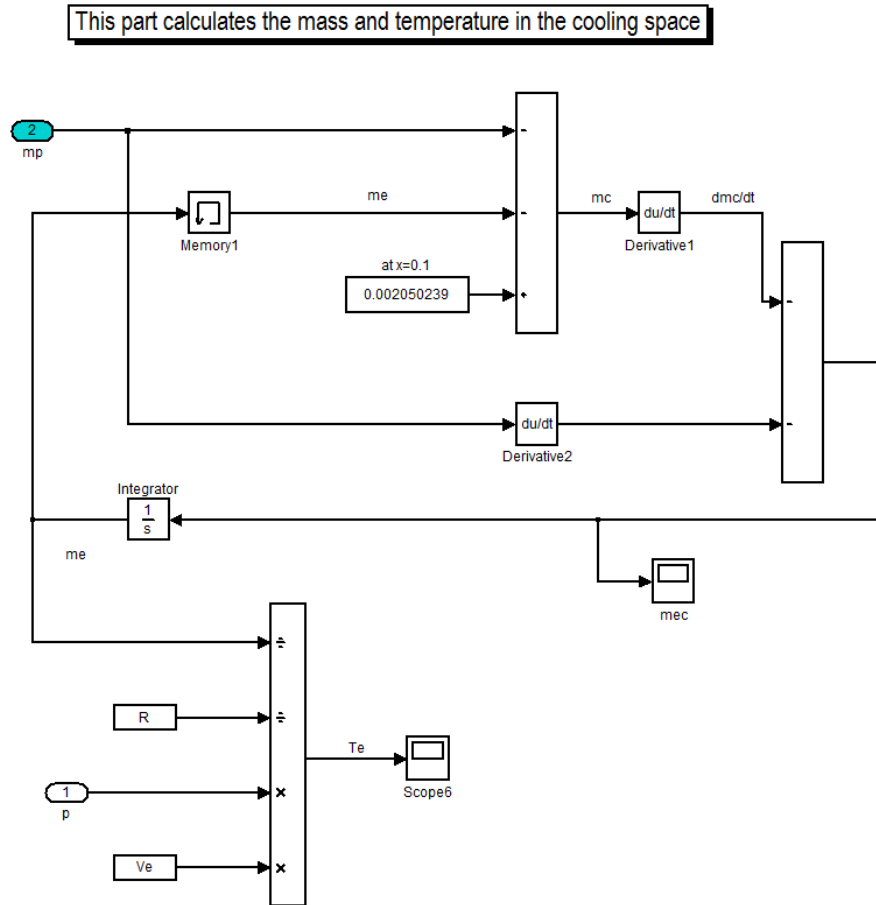 This part calculates the mass and temperature in the cooling space
2
mp
-
me
-
mc
du/dt
dmc/dt
Memory1
Derivative1
at x=0.1
0.002050239
+
-
du/dt
-
Derivative2
Integrator
1
s
me
mec
÷
R
÷
Te
1
×
Scope6
p
Ve
×